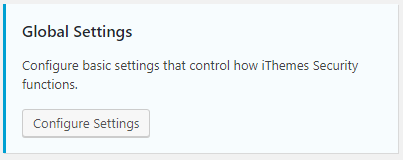 Global Settings
Configure basic settings that control how iThemes Security
functions.
Configure Settings